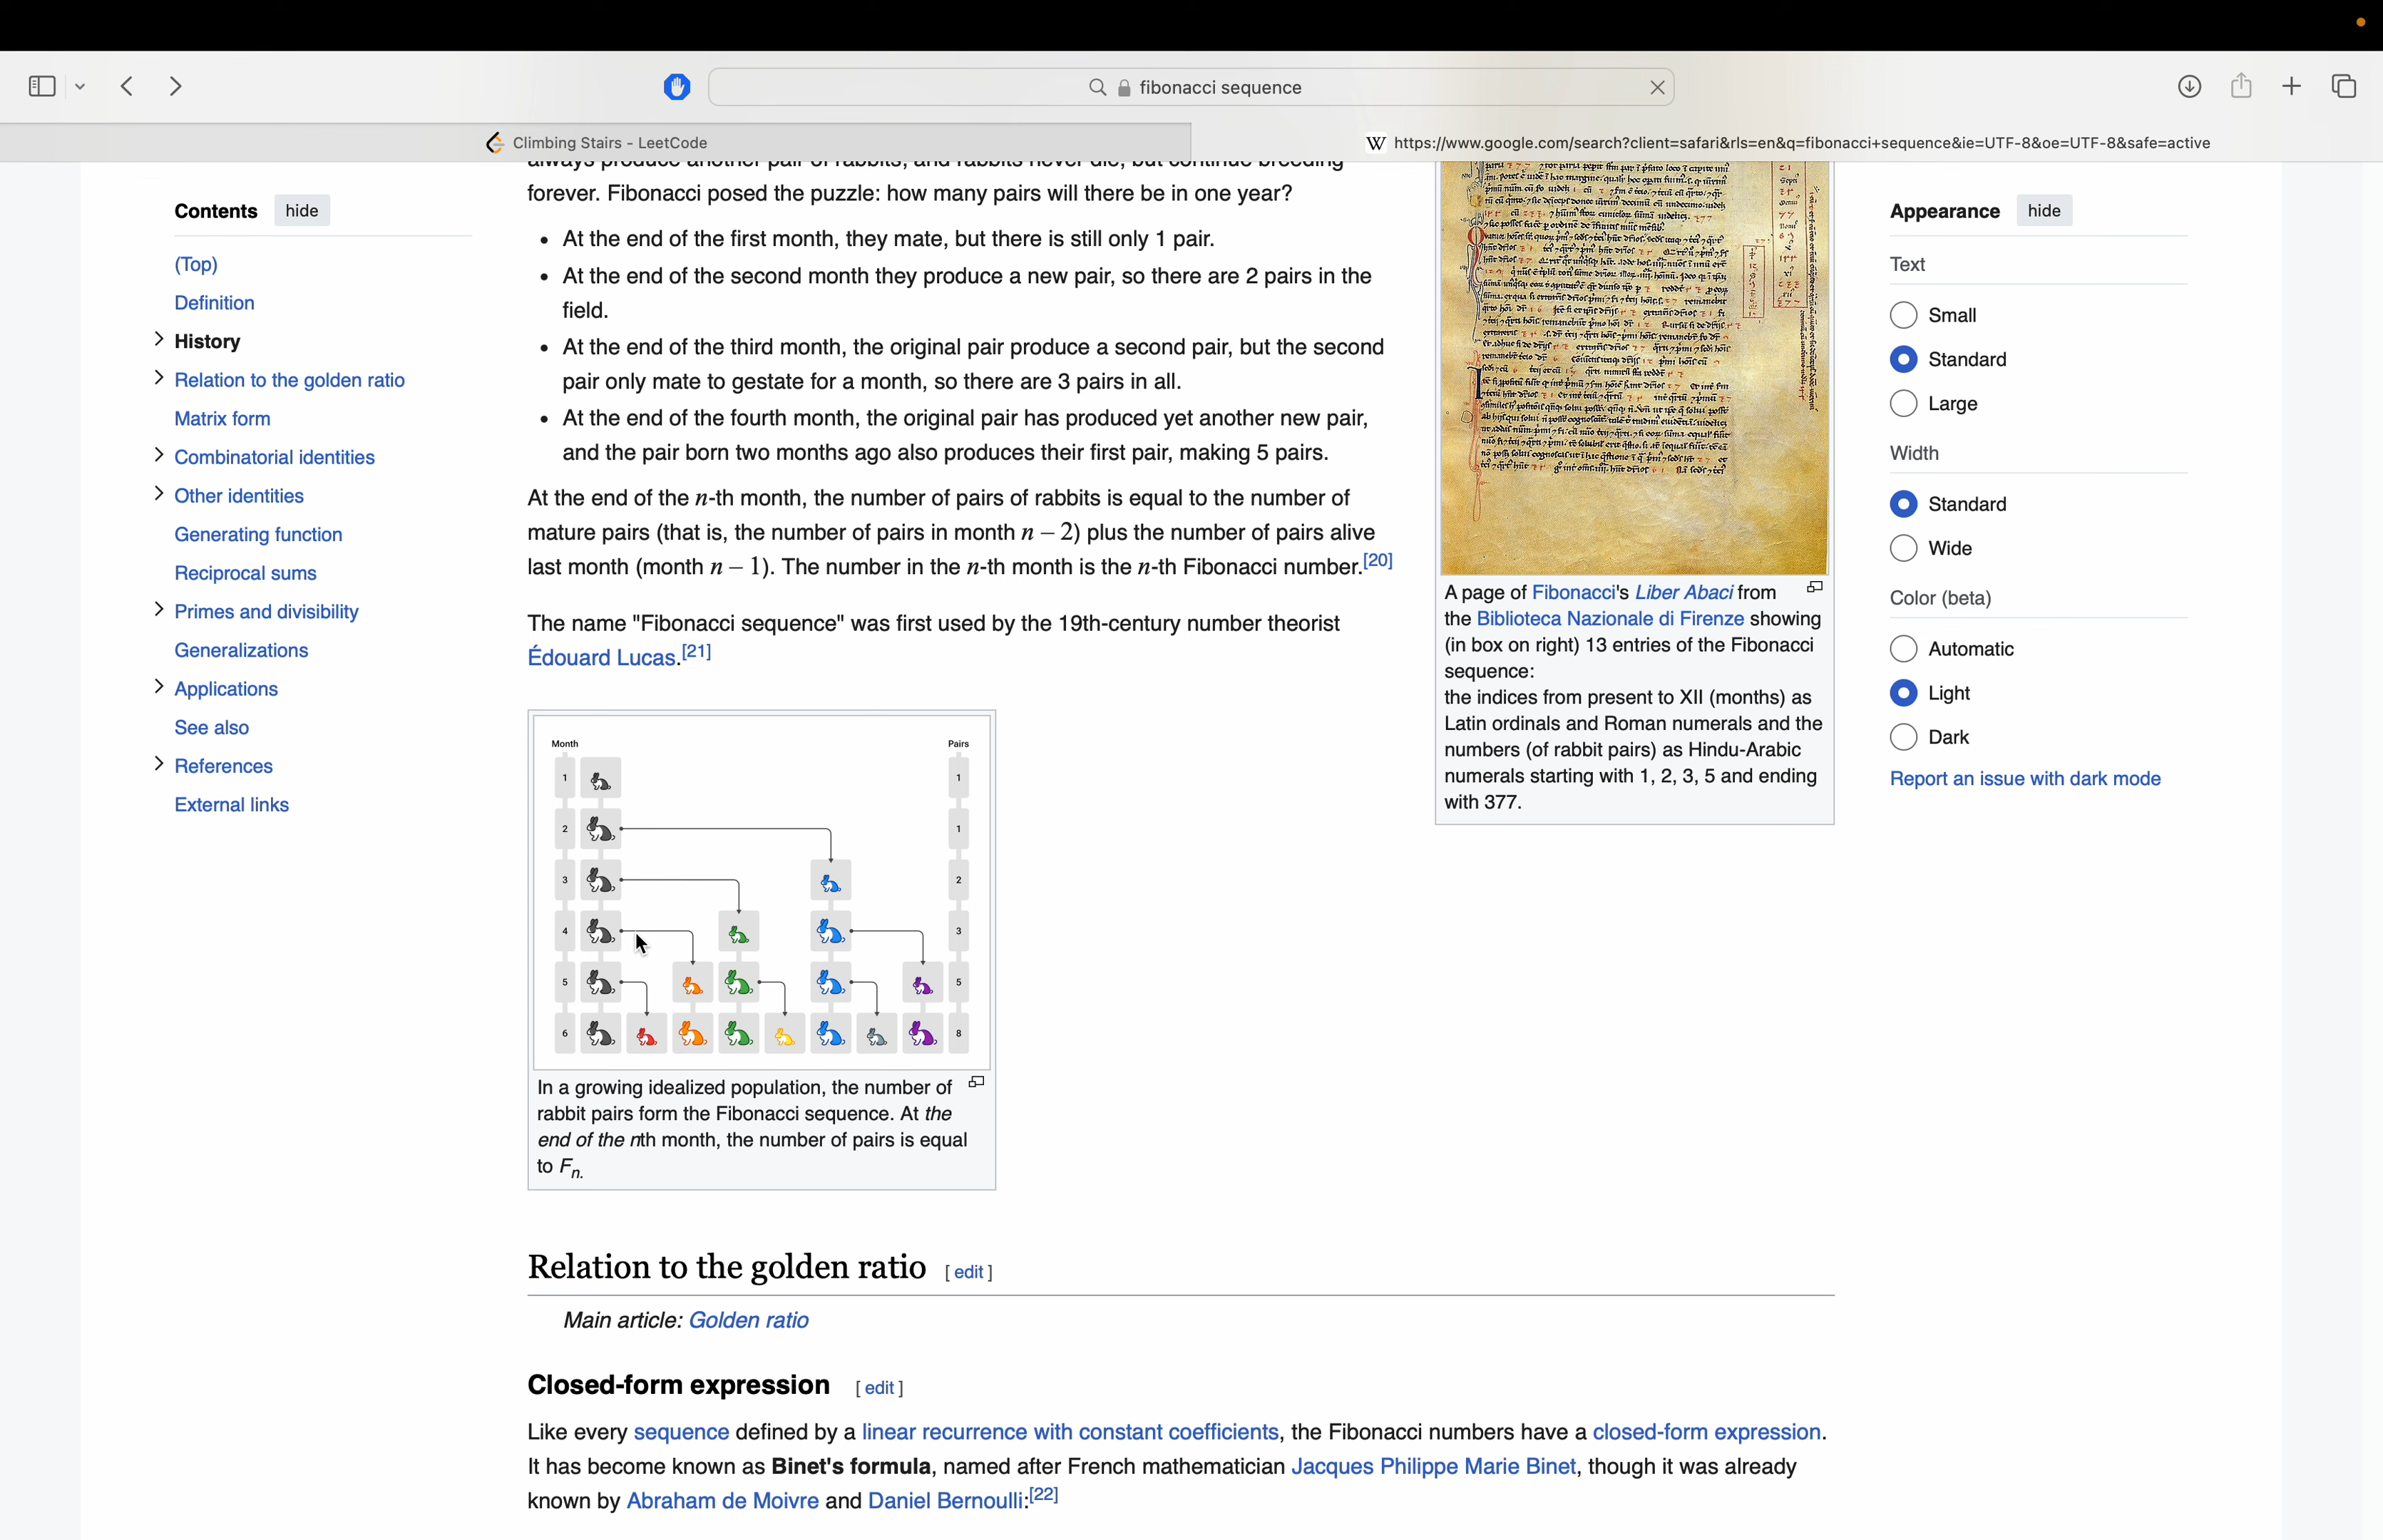 fibonacci sequence
Climbing Stairs - LeetCode
W https://www.google.com/search?client=safari&rls=en&q=fibonacci+sequence&ie=UTF-8&oe=UTF-8&safe=active
Contents hide
(Top)
Definition
History
Relation to the golden ratio
Matrix form
Combinatorial identities
Other identities
Generating function
Reciprocal sums
Primes and divisibility
Generalizations
Applications
See also
References
External links
always produce another pair of rabbits, and rabbits never die, but continue breeding
forever. Fibonacci posed the puzzle: how many pairs will there be in one year?
• At the end of the first month, they mate, but there is still only 1 pair.
• At the end of the second month they produce a new pair, so there are 2 pairs in the
field.
• At the end of the third month, the original pair produce a second pair, but the second
pair only mate to gestate for a month, so there are 3 pairs in all.
• At the end of the fourth month, the original pair has produced yet another new pair,
and the pair born two months ago also produces their first pair, making 5 pairs.
At the end of the n-th month, the number of pairs of rabbits is equal to the number of
mature pairs (that is, the number of pairs in month n − 2) plus the number of pairs alive
last month (month n − 1). The number in the n-th month is the n-th Fibonacci number.[20]
The name "Fibonacci sequence" was first used by the 19th-century number theorist
Édouard Lucas.[21]
Month Pairs
1 1
2 1
3 2
4 3
5 5
6 8
In a growing idealized population, the number of
rabbit pairs form the Fibonacci sequence. At the
end of the nth month, the number of pairs is equal
to Fn.
A page of Fibonacci's Liber Abaci from
the Biblioteca Nazionale di Firenze showing
(in box on right) 13 entries of the Fibonacci
sequence:
the indices from present to XII (months) as
Latin ordinals and Roman numerals and the
numbers (of rabbit pairs) as Hindu-Arabic
numerals starting with 1, 2, 3, 5 and ending
with 377.
Appearance hide
Text
Small
Standard
Large
Width
Standard
Wide
Color (beta)
Automatic
Light
Dark
Report an issue with dark mode
Relation to the golden ratio [ edit ]
Main article: Golden ratio
Closed-form expression [ edit ]
Like every sequence defined by a linear recurrence with constant coefficients, the Fibonacci numbers have a closed-form expression.
It has become known as Binet's formula, named after French mathematician Jacques Philippe Marie Binet, though it was already
known by Abraham de Moivre and Daniel Bernoulli:[22]